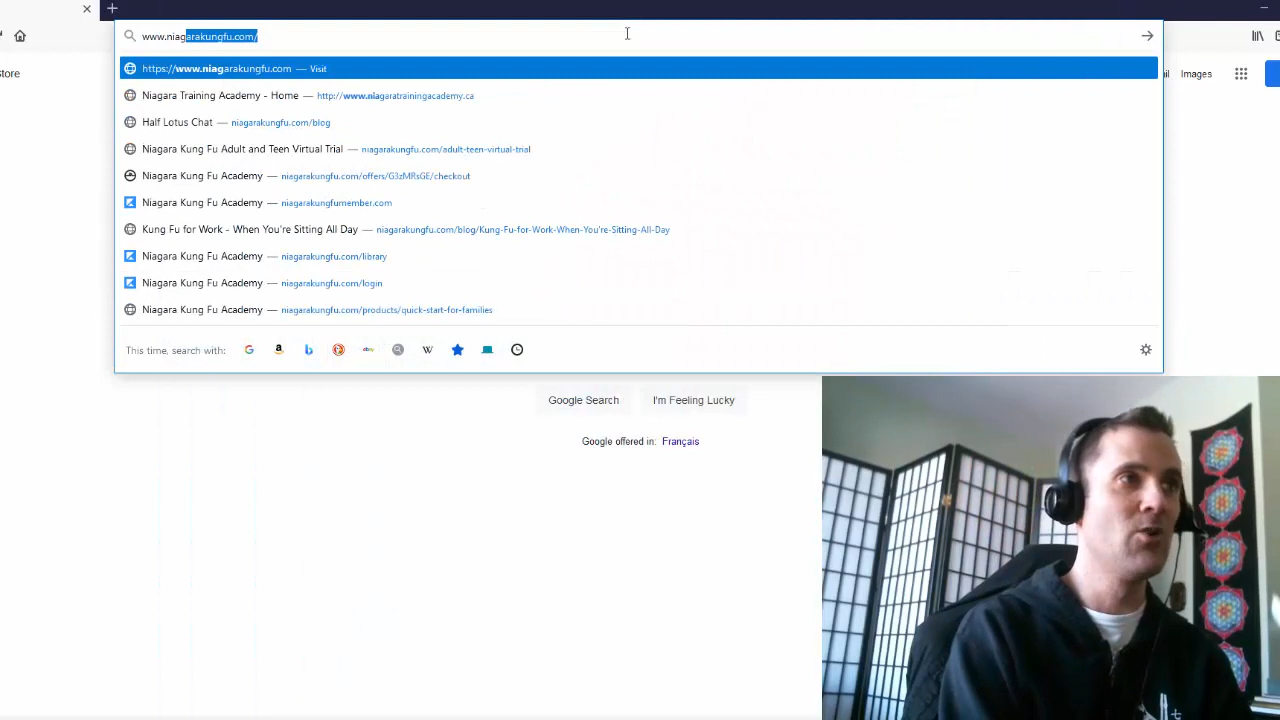 www.niagarakungfu.com/
https://www.niagarakungfu.com — Visit
Store
Images
Niagara Training Academy - Home — http://www.niagaratrainingacademy.ca
Half Lotus Chat — niagarakungfu.com/blog
Niagara Kung Fu Adult and Teen Virtual Trial — niagarakungfu.com/adult-teen-virtual-trial
Niagara Kung Fu Academy — niagarakungfu.com/offers/G3zMRsGE/checkout
Niagara Kung Fu Academy — niagarakungfumember.com
Kung Fu for Work - When You're Sitting All Day — niagarakungfu.com/blog/Kung-Fu-for-Work-When-You're-Sitting-All-Day
Niagara Kung Fu Academy — niagarakungfu.com/library
Niagara Kung Fu Academy — niagarakungfu.com/login
Niagara Kung Fu Academy — niagarakungfu.com/products/quick-start-for-families
This time, search with:
Google Search
I'm Feeling Lucky
Google offered in: Français